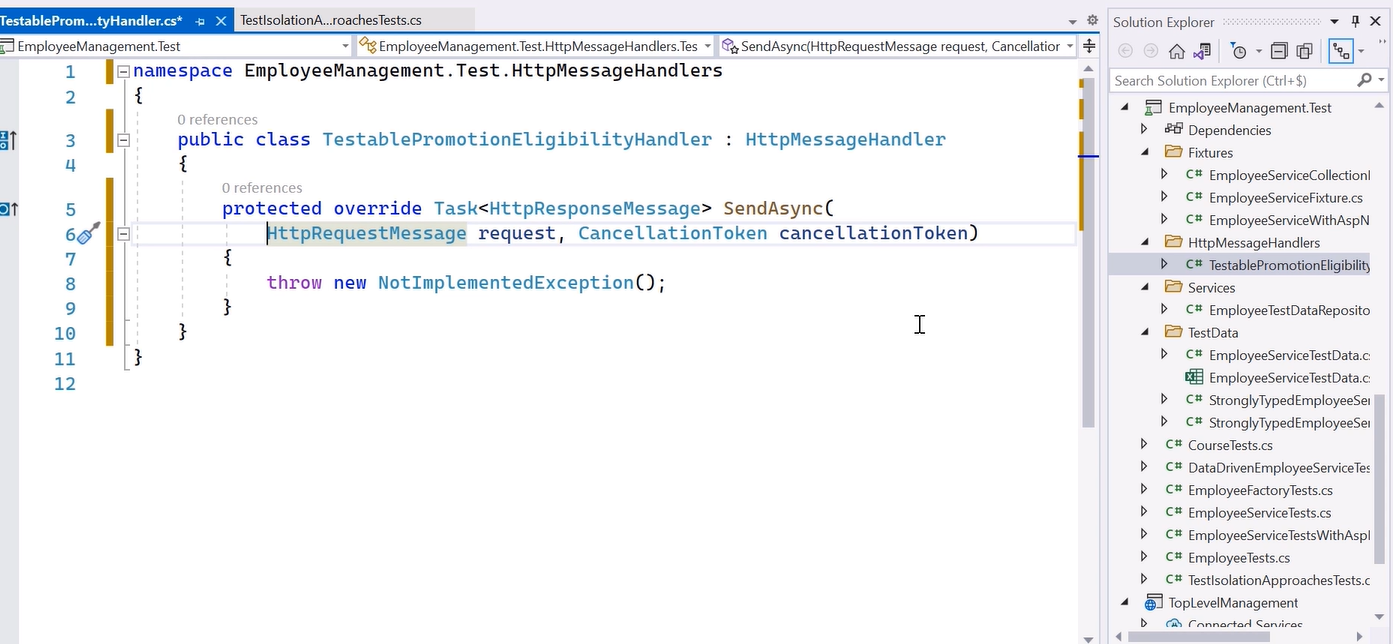 TestableProm...tyHandler.cs*
TestIsolationA...roachesTests.cs
EmployeeManagement.Test
EmployeeManagement.Test.HttpMessageHandlers.Tes
SendAsync(HttpRequestMessage request, Cancellatior
1 namespace EmployeeManagement.Test.HttpMessageHandlers
2 {
0 references
3 public class TestablePromotionEligibilityHandler : HttpMessageHandler
4 {
0 references
5 protected override Task<HttpResponseMessage> SendAsync(
6 HttpRequestMessage request, CancellationToken cancellationToken)
7 {
8 throw new NotImplementedException();
9 }
10 }
11 }
12
Solution Explorer
Search Solution Explorer (Ctrl+$)
EmployeeManagement.Test
Dependencies
Fixtures
C# EmployeeServiceCollectionF
C# EmployeeServiceFixture.cs
C# EmployeeServiceWithAspN
HttpMessageHandlers
C# TestablePromotionEligibility
Services
C# EmployeeTestDataReposito
TestData
C# EmployeeServiceTestData.cs
EmployeeServiceTestData.cs
C# StronglyTypedEmployeeSer
C# StronglyTypedEmployeeSer
C# CourseTests.cs
C# DataDrivenEmployeeServiceTes
C# EmployeeFactoryTests.cs
C# EmployeeServiceTests.cs
C# EmployeeServiceTestsWithAspI
C# EmployeeTests.cs
C# TestIsolationApproachesTests.c
TopLevelManagement
Connected Services